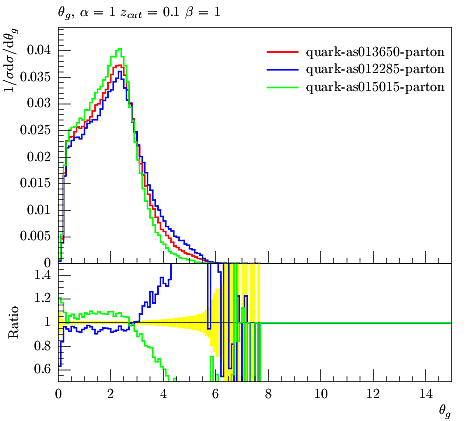 θg, α = 1 zcut = 0.1 β = 1
1/σdσ/dθg
quark-as013650-parton
quark-as012285-parton
quark-as015015-parton
0.04
0.035
0.03
0.025
0.02
0.015
0.01
0.005
0
Ratio
1.4
1.2
1
0.8
0.6
0 2 4 6 8 10 12 14
θg